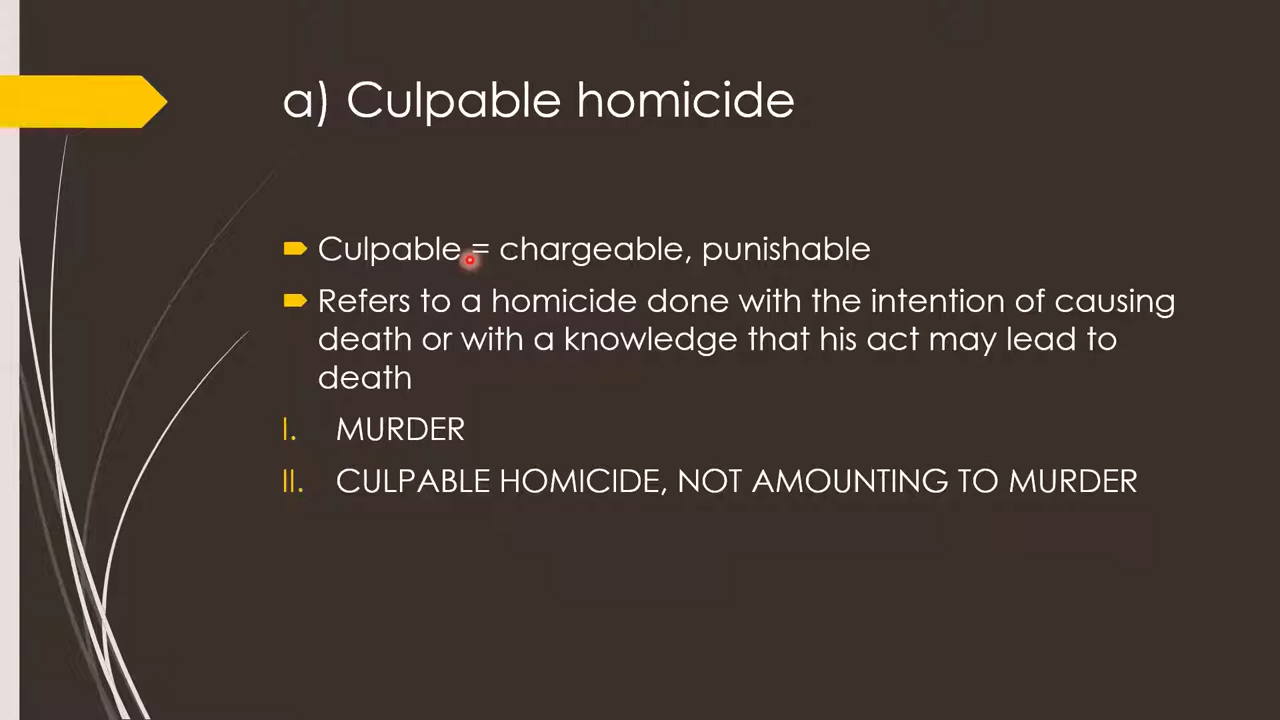 a) Culpable homicide
Culpable = chargeable, punishable
Refers to a homicide done with the intention of causing
death or with a knowledge that his act may lead to
death
I. MURDER
II. CULPABLE HOMICIDE, NOT AMOUNTING TO MURDER